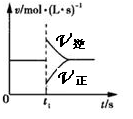 v/mol·(L·s)⁻¹
v逆
v正
0
t₁
t/s